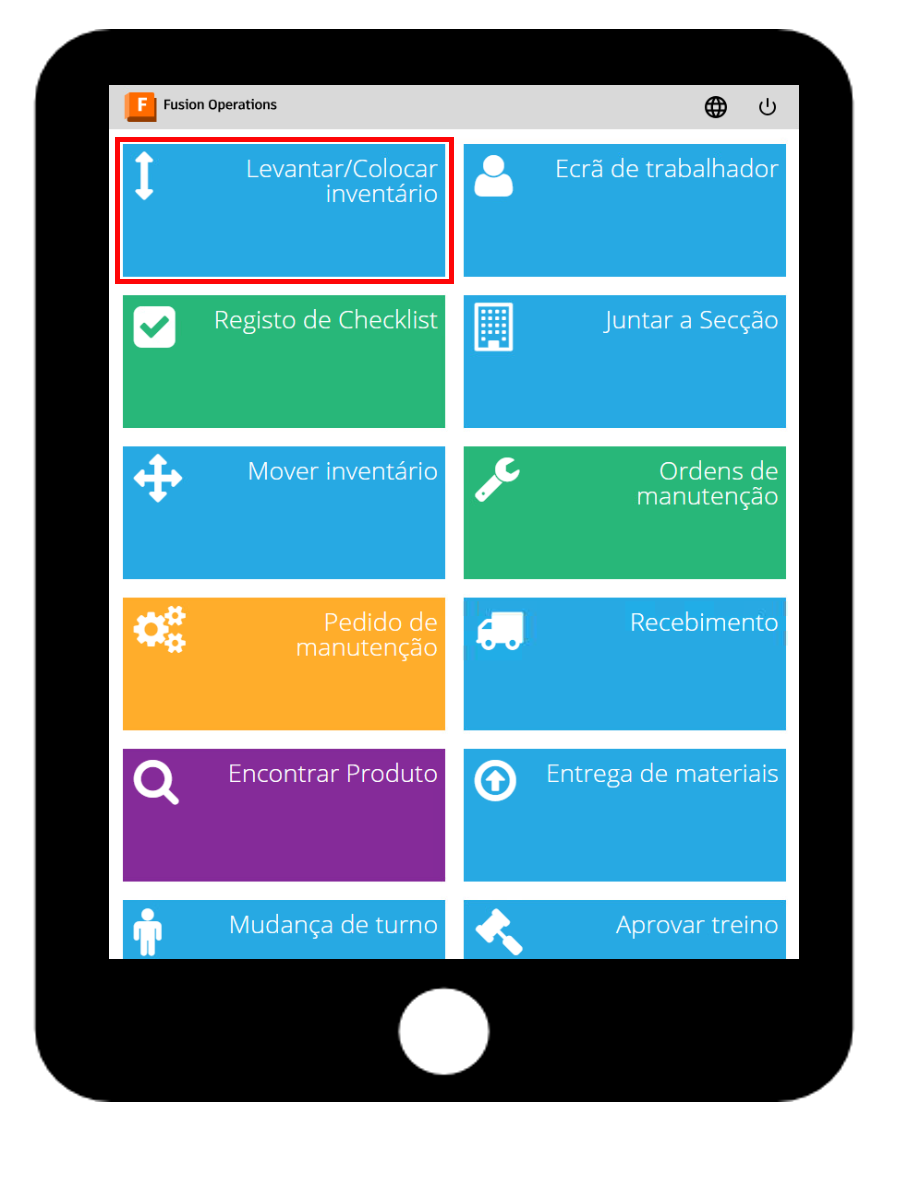 F Fusion Operations
Levantar/Colocar
inventário
Ecrã de trabalhador
Registo de Checklist
Juntar a Secção
Mover inventário
Ordens de
manutenção
Pedido de
manutenção
Recebimento
Encontrar Produto
Entrega de materiais
Mudança de turno
Aprovar treino